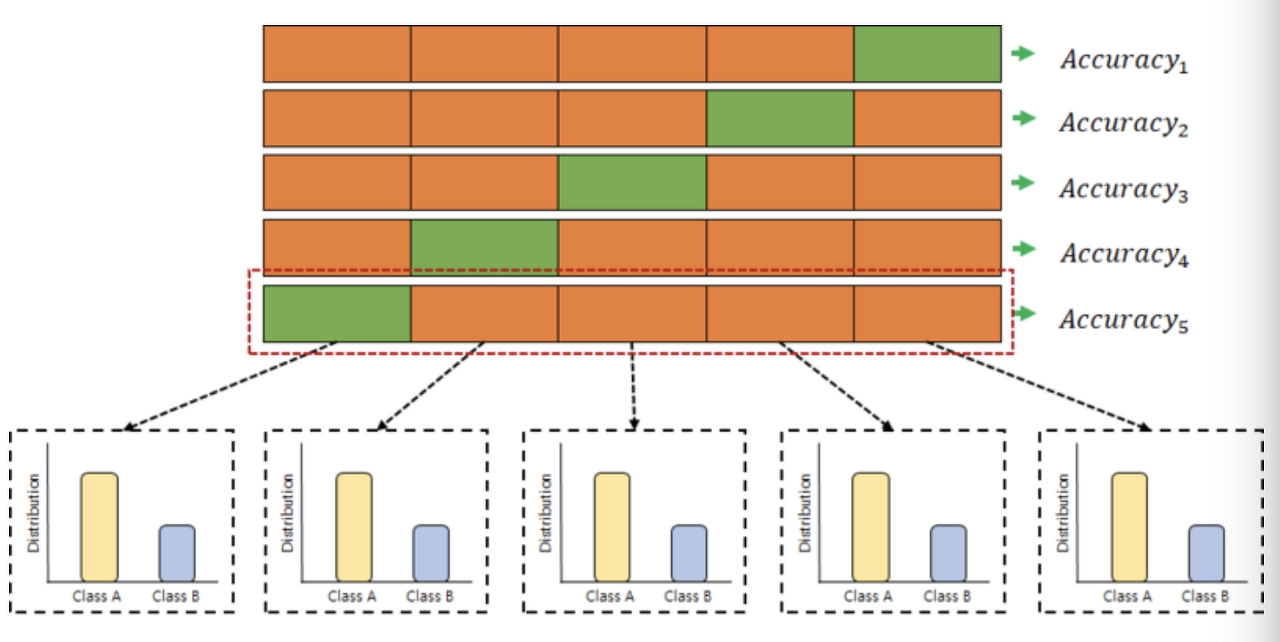 Accuracy₁
Accuracy₂
Accuracy₃
Accuracy₄
Accuracy₅
Distribution
Class A Class B
Distribution
Class A Class B
Distribution
Class A Class B
Distribution
Class A Class B
Distribution
Class A Class B